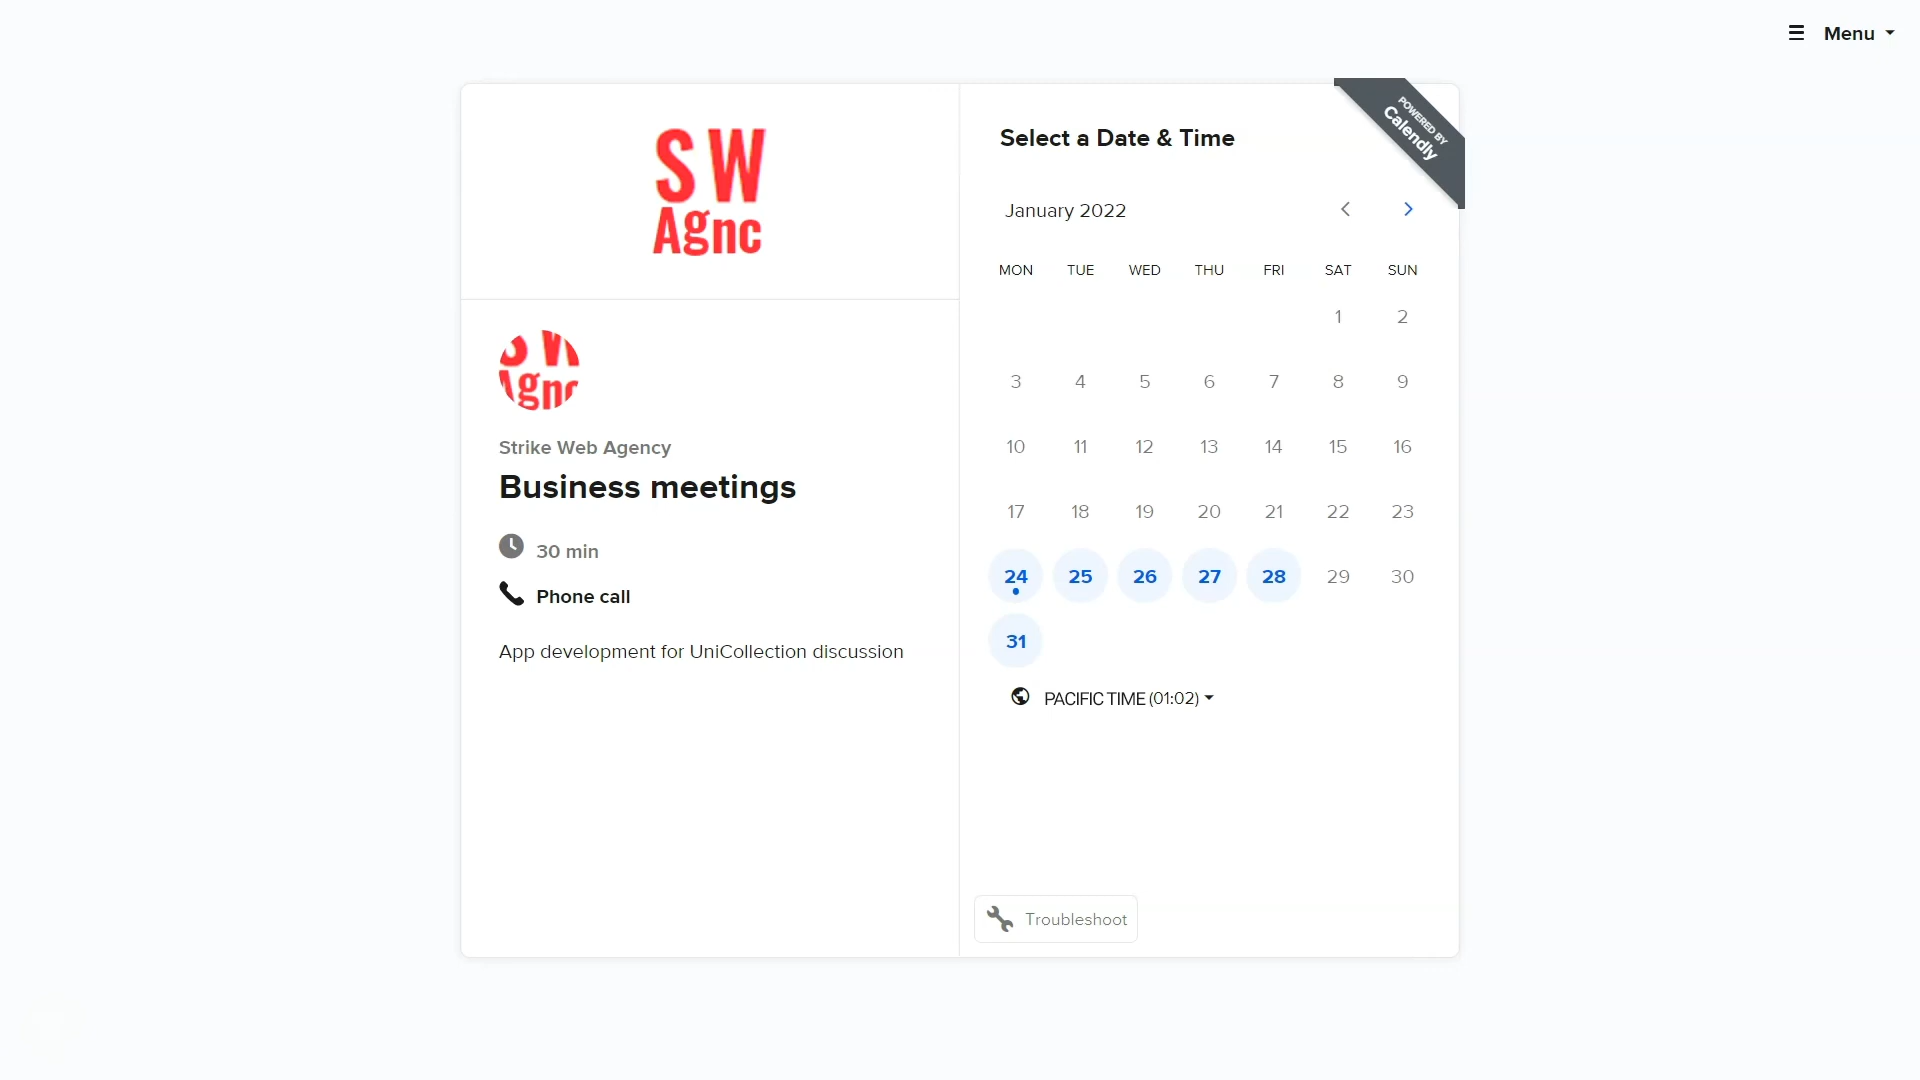 Menu
SW
Agnc
Strike Web Agency
Business meetings
30 min
Phone call
App development for UniCollection discussion
POWERED BY
Calendly
Select a Date & Time
January 2022
MON TUE WED THU FRI SAT SUN
1 2
3 4 5 6 7 8 9
10 11 12 13 14 15 16
17 18 19 20 21 22 23
24 25 26 27 28 29 30
31
PACIFIC TIME (01:02)
Troubleshoot